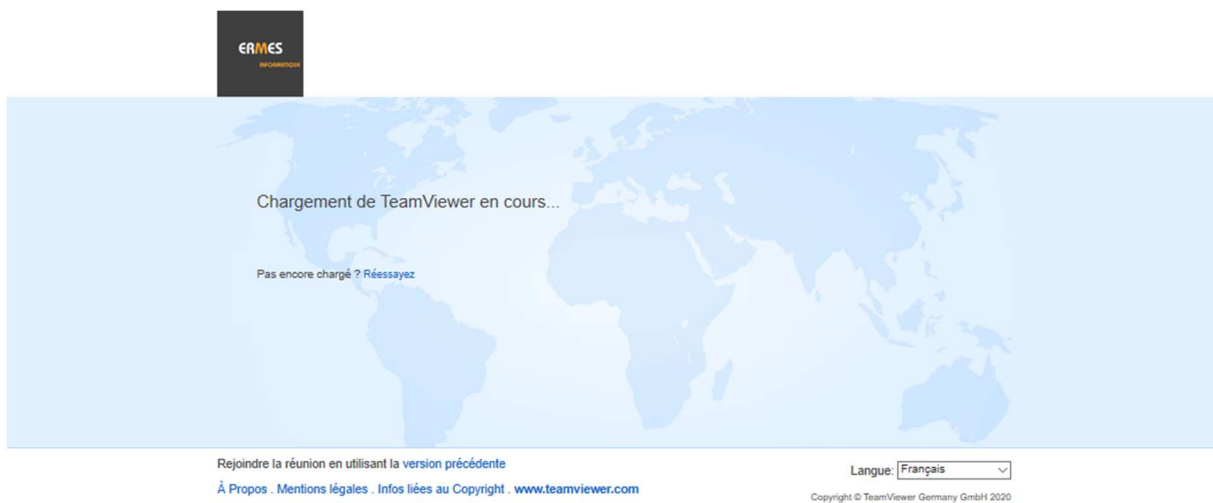 ERMES
INFORMATIQUE
Chargement de TeamViewer en cours...
Pas encore chargé ? Réessayez
Rejoindre la réunion en utilisant la version précédente
Langue: Français
À Propos . Mentions légales . Infos liées au Copyright . www.teamviewer.com
Copyright © TeamViewer Germany GmbH 2020